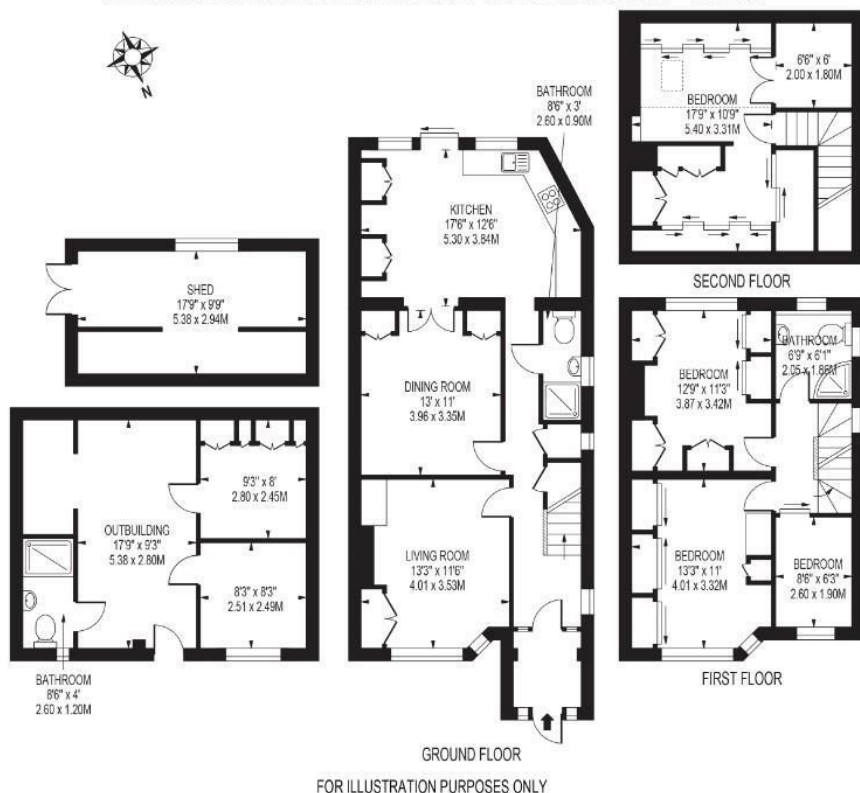 N
BATHROOM
8'6" x 3'
2.60 x 0.90M
6'6" x 6'
2.00 x 1.80M
BEDROOM
17'9" x 10'9"
5.40 x 3.31M
SECOND FLOOR
KITCHEN
17'6" x 12'6"
5.30 x 3.84M
SHED
17'9" x 9'9"
5.38 x 2.94M
DINING ROOM
13' x 11'
3.96 x 3.35M
BEDROOM
12'9" x 11'3"
3.87 x 3.42M
BATHROOM
6'9" x 6'1"
2.05 x 1.86M
9'3" x 8'
2.80 x 2.45M
OUTBUILDING
17'9" x 9'3"
5.38 x 2.80M
8'3" x 8'3"
2.51 x 2.49M
BATHROOM
8'6" x 4'
2.60 x 1.20M
LIVING ROOM
13'3" x 11'6"
4.01 x 3.53M
BEDROOM
13'3" x 11'
4.01 x 3.32M
BEDROOM
8'6" x 6'3"
2.60 x 1.90M
FIRST FLOOR
GROUND FLOOR
FOR ILLUSTRATION PURPOSES ONLY